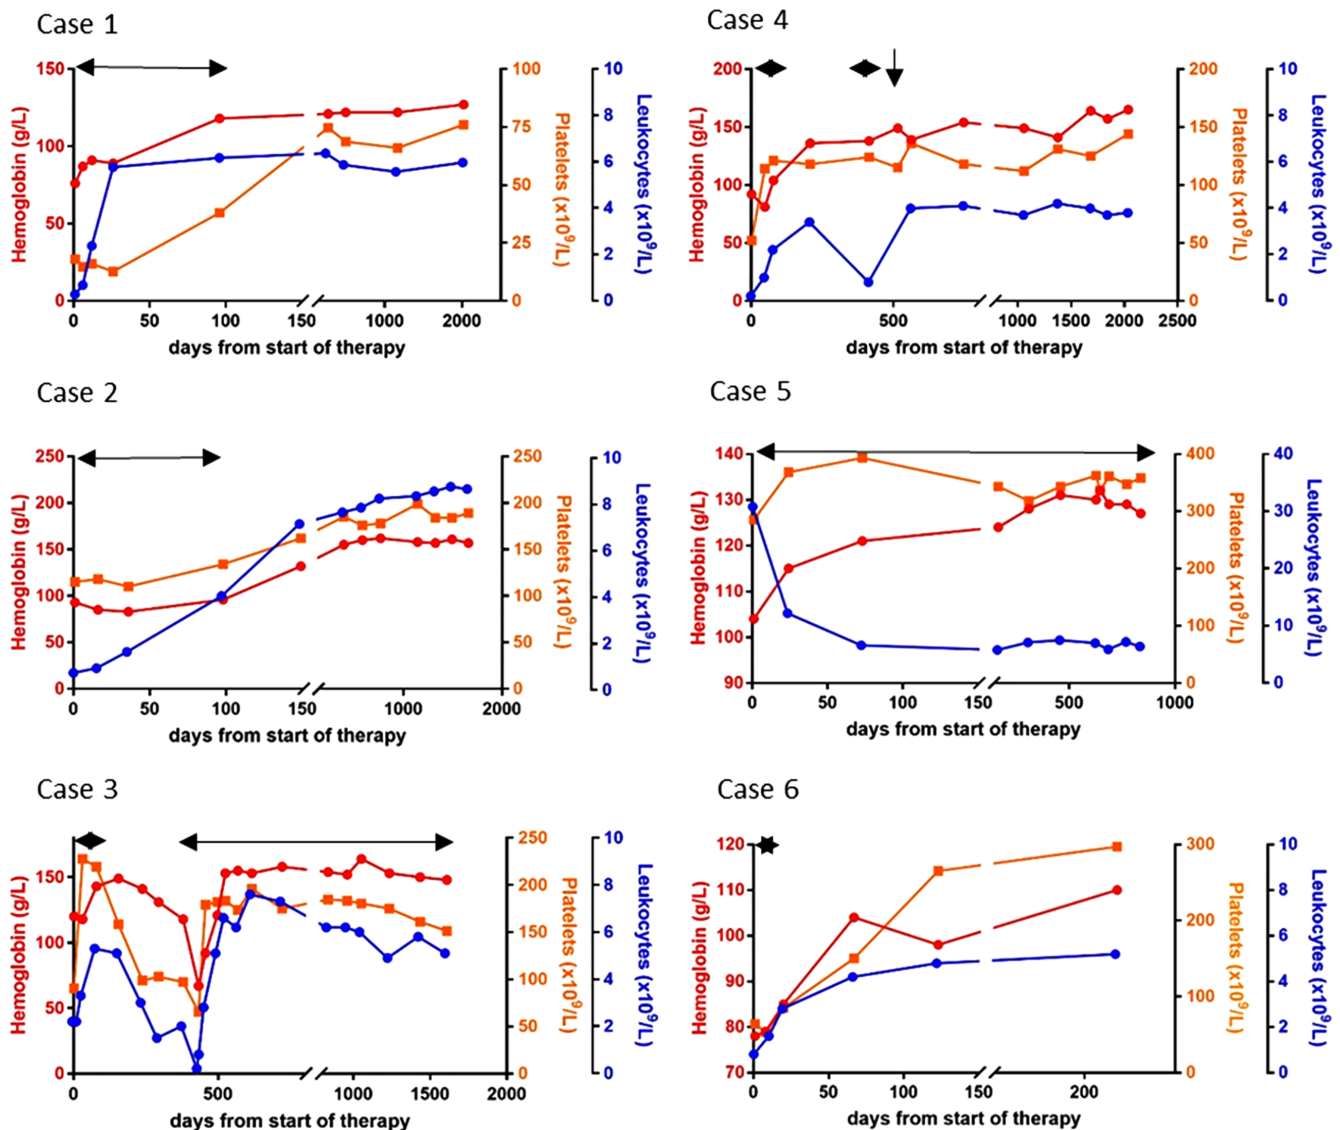 Case 1
150
100
50
0
Hemoglobin (g/L)
100
75
50
25
0
Platelets (x10⁹/L)
10
8
6
4
2
0
Leukocytes (x10⁹/L)
0 50 100 150 1000 2000
days from start of therapy
Case 4
200
150
100
50
0
Hemoglobin (g/L)
200
150
100
50
0
Platelets (x10⁹/L)
10
8
6
4
2
0
Leukocytes (x10⁹/L)
0 500 1000 1500 2000 2500
days from start of therapy
Case 2
250
200
150
100
50
0
Hemoglobin (g/L)
250
200
150
100
50
0
Platelets (x10⁹/L)
10
8
6
4
2
0
Leukocytes (x10⁹/L)
0 50 100 150 1000 2000
days from start of therapy
Case 5
140
130
120
110
100
90
Hemoglobin (g/L)
400
300
200
100
0
Platelets (x10⁹/L)
40
30
20
10
0
Leukocytes (x10⁹/L)
0 50 100 150 500 1000
days from start of therapy
Case 3
150
100
50
0
Hemoglobin (g/L)
250
200
150
100
50
0
Platelets (x10⁹/L)
10
8
6
4
2
0
Leukocytes (x10⁹/L)
0 500 1000 1500 2000
days from start of therapy
Case 6
120
110
100
90
80
70
Hemoglobin (g/L)
300
200
100
0
Platelets (x10⁹/L)
10
8
6
4
2
0
Leukocytes (x10⁹/L)
0 50 100 150 200
days from start of therapy